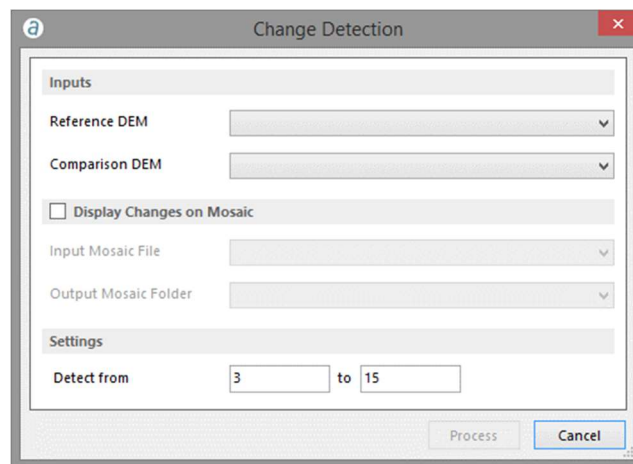 a
Change Detection
Inputs
Reference DEM
Comparison DEM
Display Changes on Mosaic
Input Mosaic File
Output Mosaic Folder
Settings
Detect from 3 to 15
Process Cancel